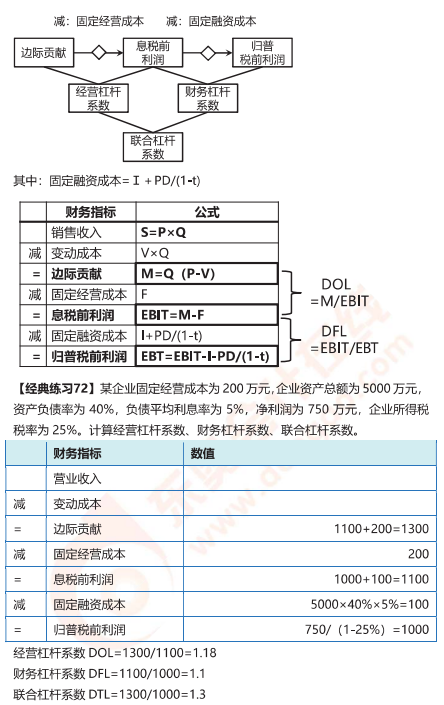 减：固定经营成本 减：固定融资成本
边际贡献 息税前利润 归普税前利润
经营杠杆系数 财务杠杆系数
联合杠杆系数
其中：固定融资成本=Ｉ+PD/(1-t)
财务指标 公式
销售收入 S=P×Q
减 变动成本 V×Q
= 边际贡献 M=Q（P-V）
减 固定经营成本 F
= 息税前利润 EBIT=M-F
减 固定融资成本 I+PD/(1-t)
= 归普税前利润 EBT=EBIT-I-PD/(1-t)
DOL
=M/EBIT
DFL
=EBIT/EBT
【经典练习72】某企业固定经营成本为 200 万元,企业资产总额为 5000 万元，
资产负债率为 40%，负债平均利息率为 5%，净利润为 750 万元，企业所得税
税率为 25%。计算经营杠杆系数、财务杠杆系数、联合杠杆系数。
财务指标 数值
营业收入
减 变动成本
= 边际贡献 1100+200=1300
减 固定经营成本 200
= 息税前利润 1000+100=1100
减 固定融资成本 5000×40%×5%=100
= 归普税前利润 750/（1-25%）=1000
经营杠杆系数 DOL=1300/1100=1.18
财务杠杆系数 DFL=1100/1000=1.1
联合杠杆系数 DTL=1300/1000=1.3